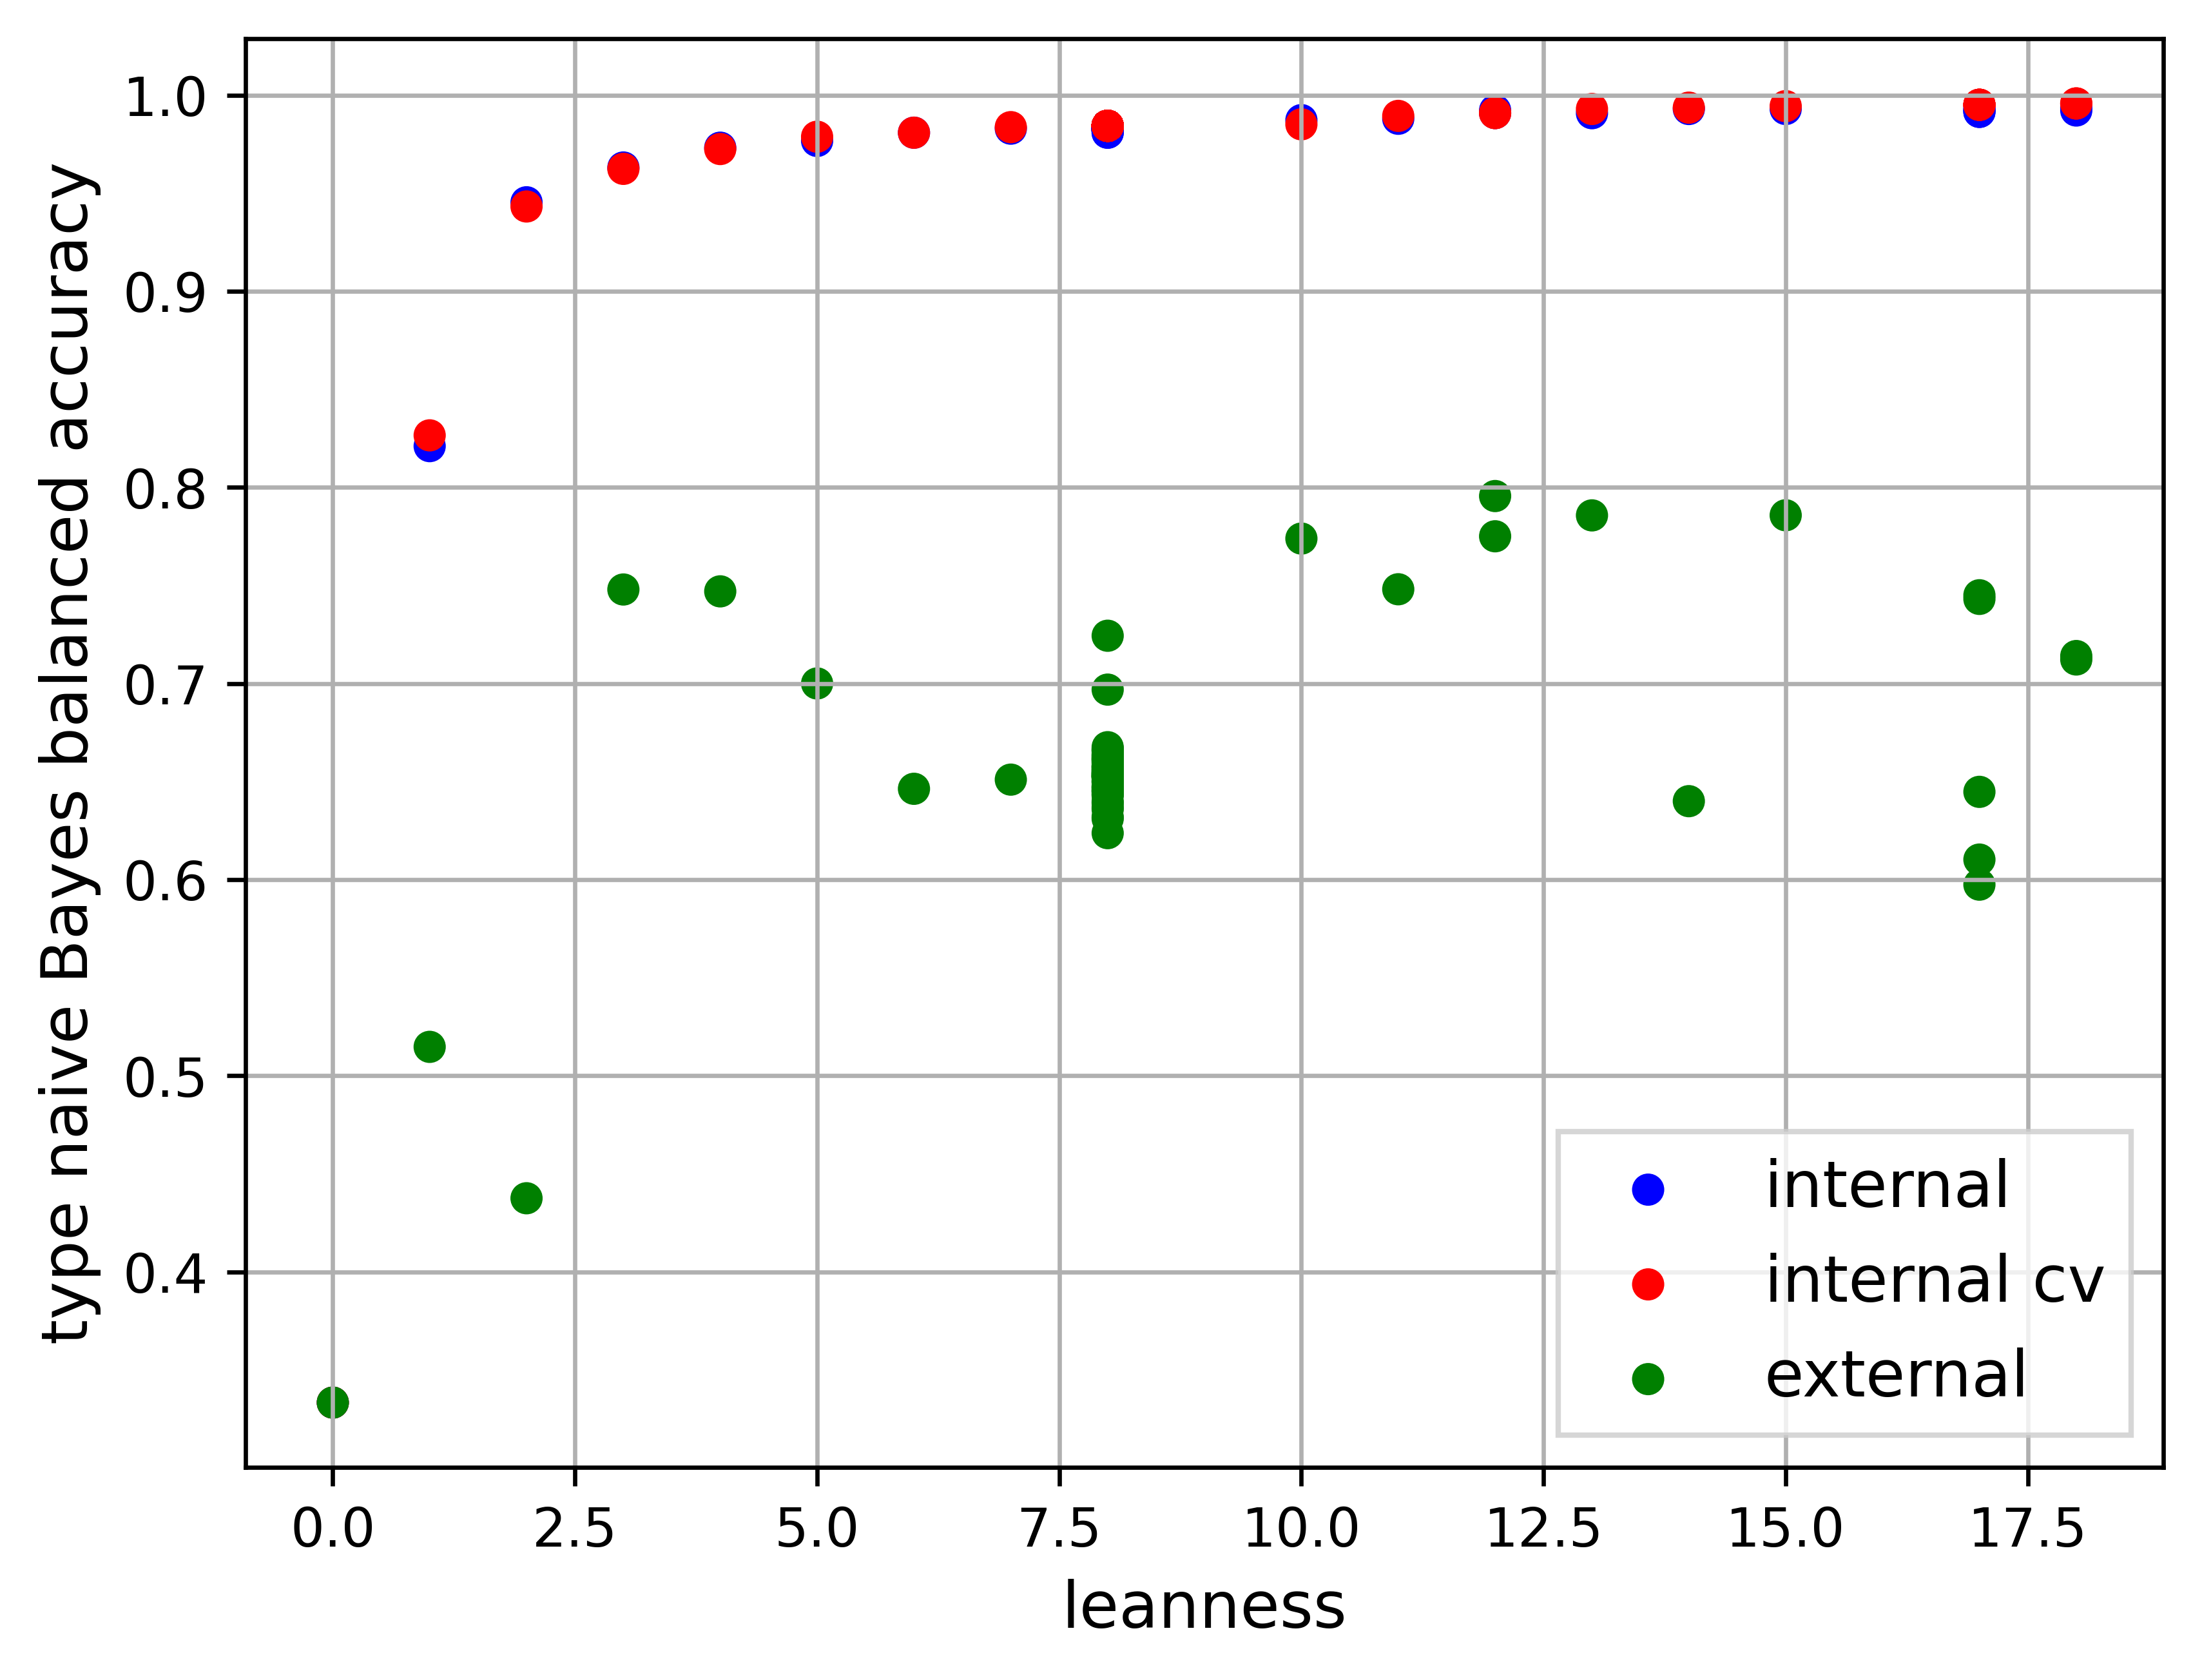 type naive Bayes balanced accuracy
1.0
0.9
0.8
0.7
0.6
0.5
0.4
internal
internal cv
external
0.0 2.5 5.0 7.5 10.0 12.5 15.0 17.5
leanness